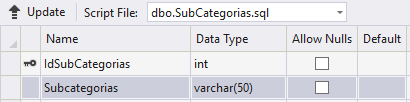 Update Script File: dbo.SubCategorias.sql
Name Data Type Allow Nulls Default
IdSubCategorias int
Subcategorias varchar(50)